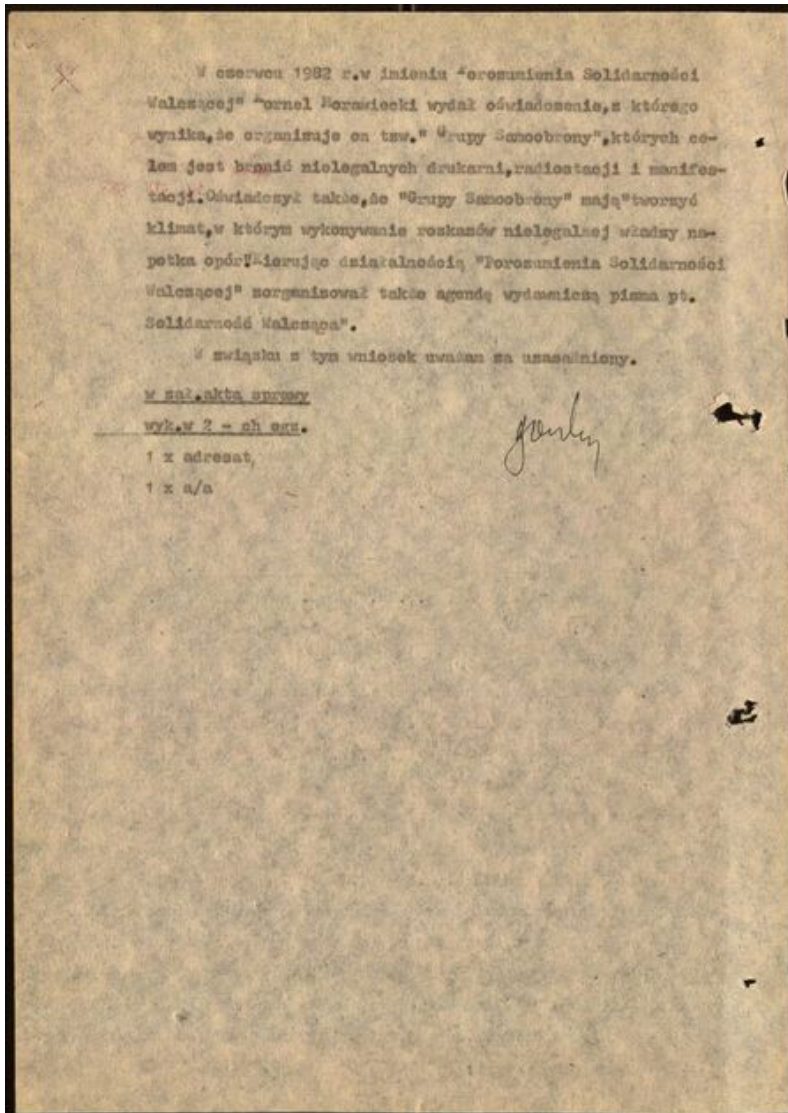 W czerwcu 1982 r.w imieniu "Porozumienia Solidarności
Walczącej" Kornel Morawiecki wydał oświadczenie,z którego
wynika,że organizuje on tzw." Grupy Samoobrony",których ce-
lem jest bronić nielegalnych drukarni,radiostacji i manifes-
tacji.Oświadczył także,że "Grupy Samoobrony" mają"tworzyć
klimat,w którym wykonywanie rozkazów nielegalnej władzy na-
potka opór"Kierując działalnością "Porozumienia Solidarności
Walczącej" zorganizował także agendę wydawniczą pisma pt.
Solidarność Walcząca".
W związku z tym wniosek uważam za uzasadniony.
w zał.akta sprawy
wyk.w 2 - ch egz.
1 x adresat,
1 x a/a